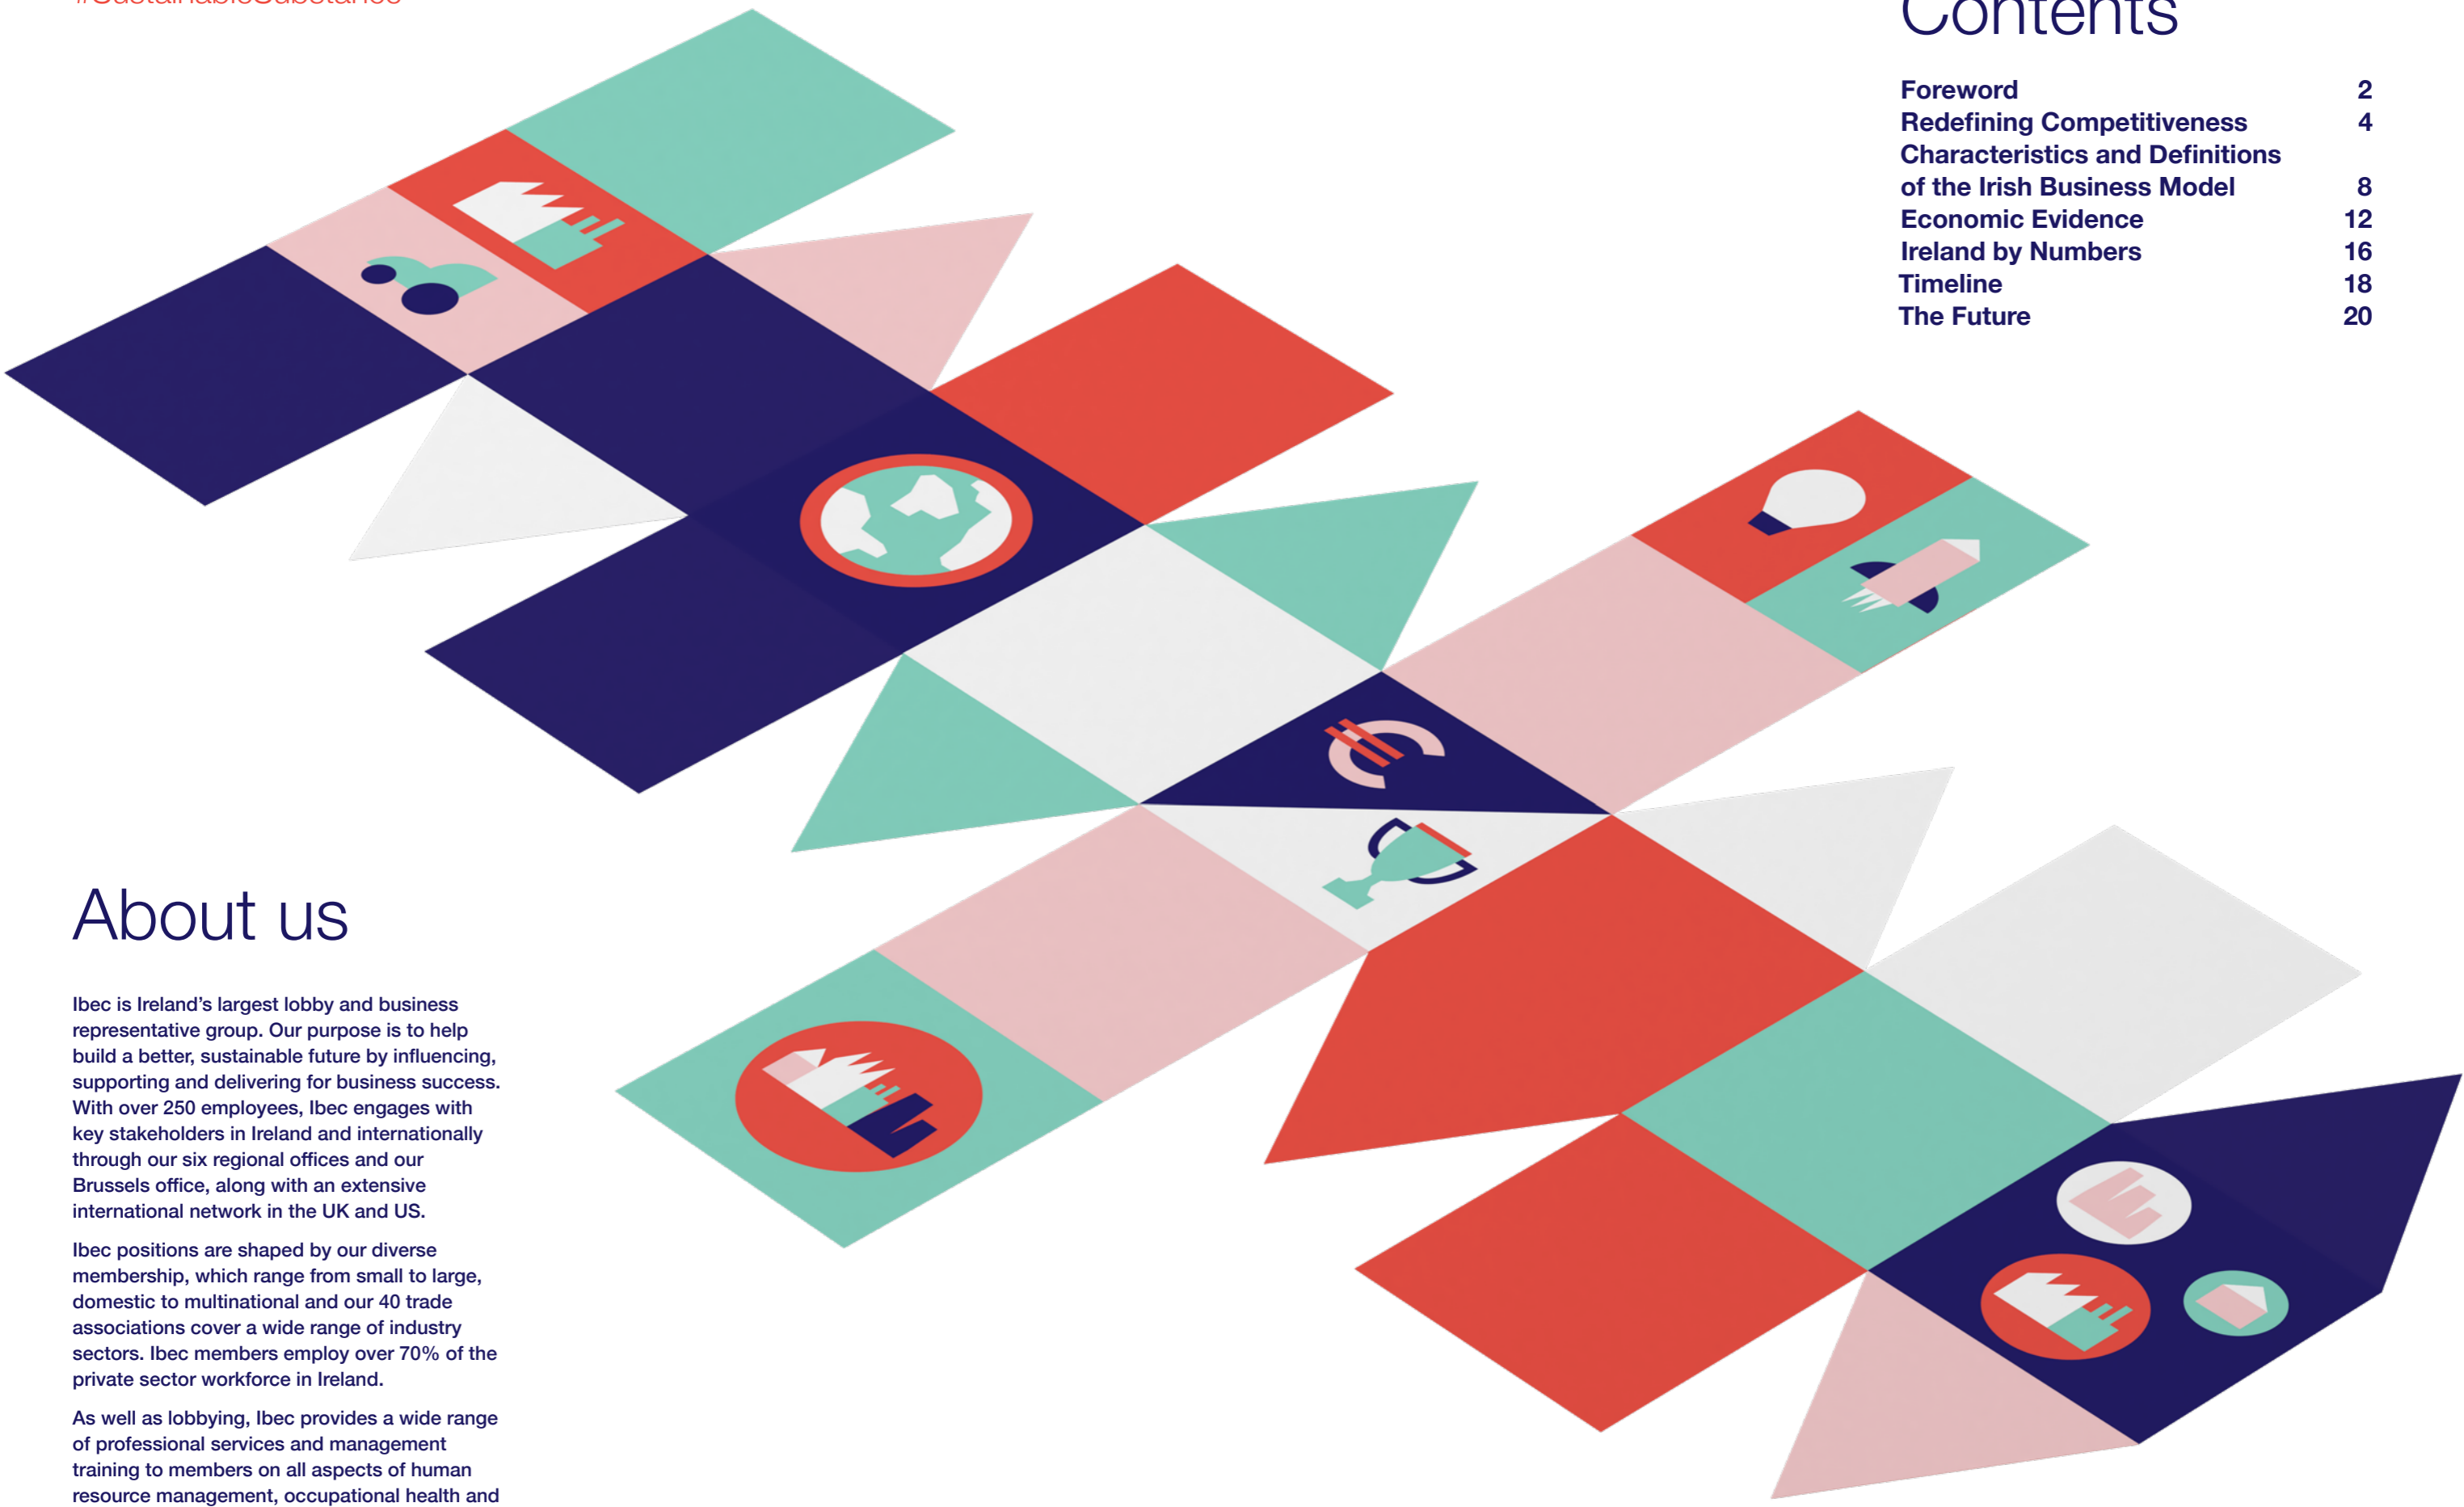 #SustainableSubstance
Contents
Foreword 2
Redefining Competitiveness 4
Characteristics and Definitions
of the Irish Business Model 8
Economic Evidence 12
Ireland by Numbers 16
Timeline 18
The Future 20
About us
Ibec is Ireland's largest lobby and business
representative group. Our purpose is to help
build a better, sustainable future by influencing,
supporting and delivering for business success.
With over 250 employees, Ibec engages with
key stakeholders in Ireland and internationally
through our six regional offices and our
Brussels office, along with an extensive
international network in the UK and US.
Ibec positions are shaped by our diverse
membership, which range from small to large,
domestic to multinational and our 40 trade
associations cover a wide range of industry
sectors. Ibec members employ over 70% of the
private sector workforce in Ireland.
As well as lobbying, Ibec provides a wide range
of professional services and management
training to members on all aspects of human
resource management, occupational health and